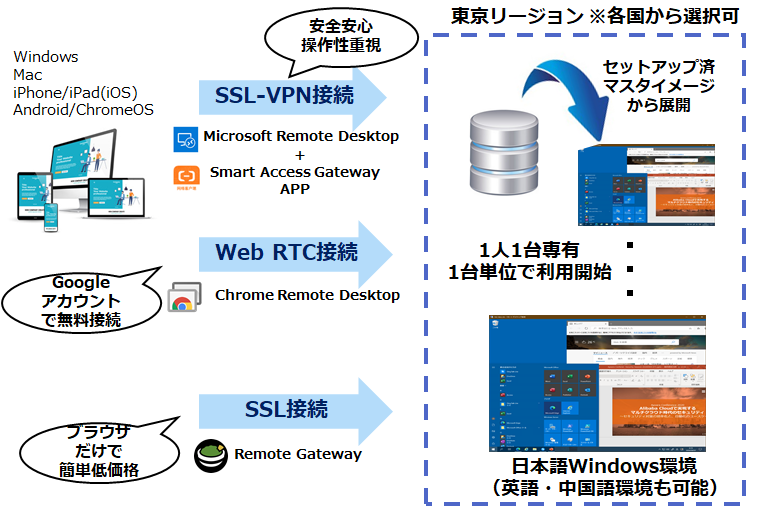 安全安心
操作性重視
東京リージョン ※各国から選択可
Windows
Mac
iPhone/iPad(iOS)
Android/ChromeOS
SSL-VPN接続
Microsoft Remote Desktop
+
Smart Access Gateway
APP
セットアップ済
マスタイメージ
から展開
Web RTC接続
Chrome Remote Desktop
Google
アカウント
で無料接続
1人1台専有
1台単位で利用開始
SSL接続
Remote Gateway
ブラウザ
だけで
簡単低価格
日本語Windows環境
（英語・中国語環境も可能）